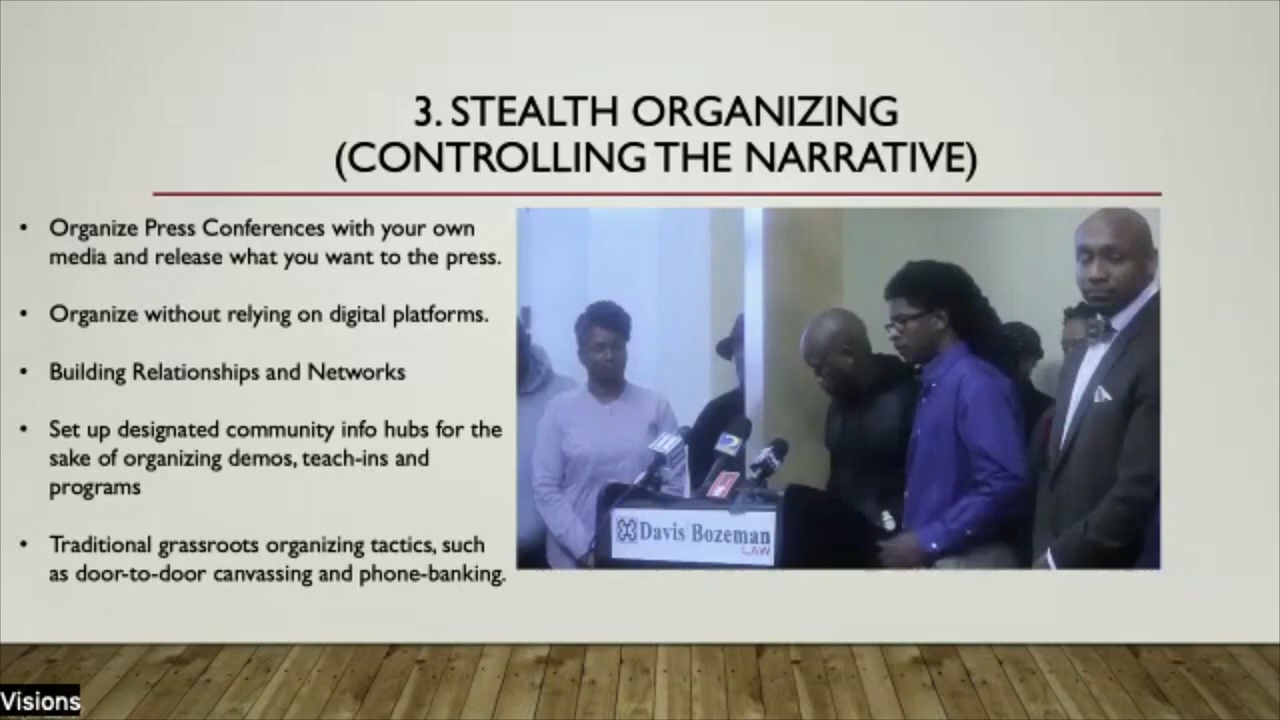 3. STEALTH ORGANIZING
(CONTROLLING THE NARRATIVE)
• Organize Press Conferences with your own
media and release what you want to the press.
• Organize without relying on digital platforms.
• Building Relationships and Networks
• Set up designated community info hubs for the
sake of organizing demos, teach-ins and
programs
• Traditional grassroots organizing tactics, such
as door-to-door canvassing and phone-banking.
Davis Bozeman
LAW
Visions